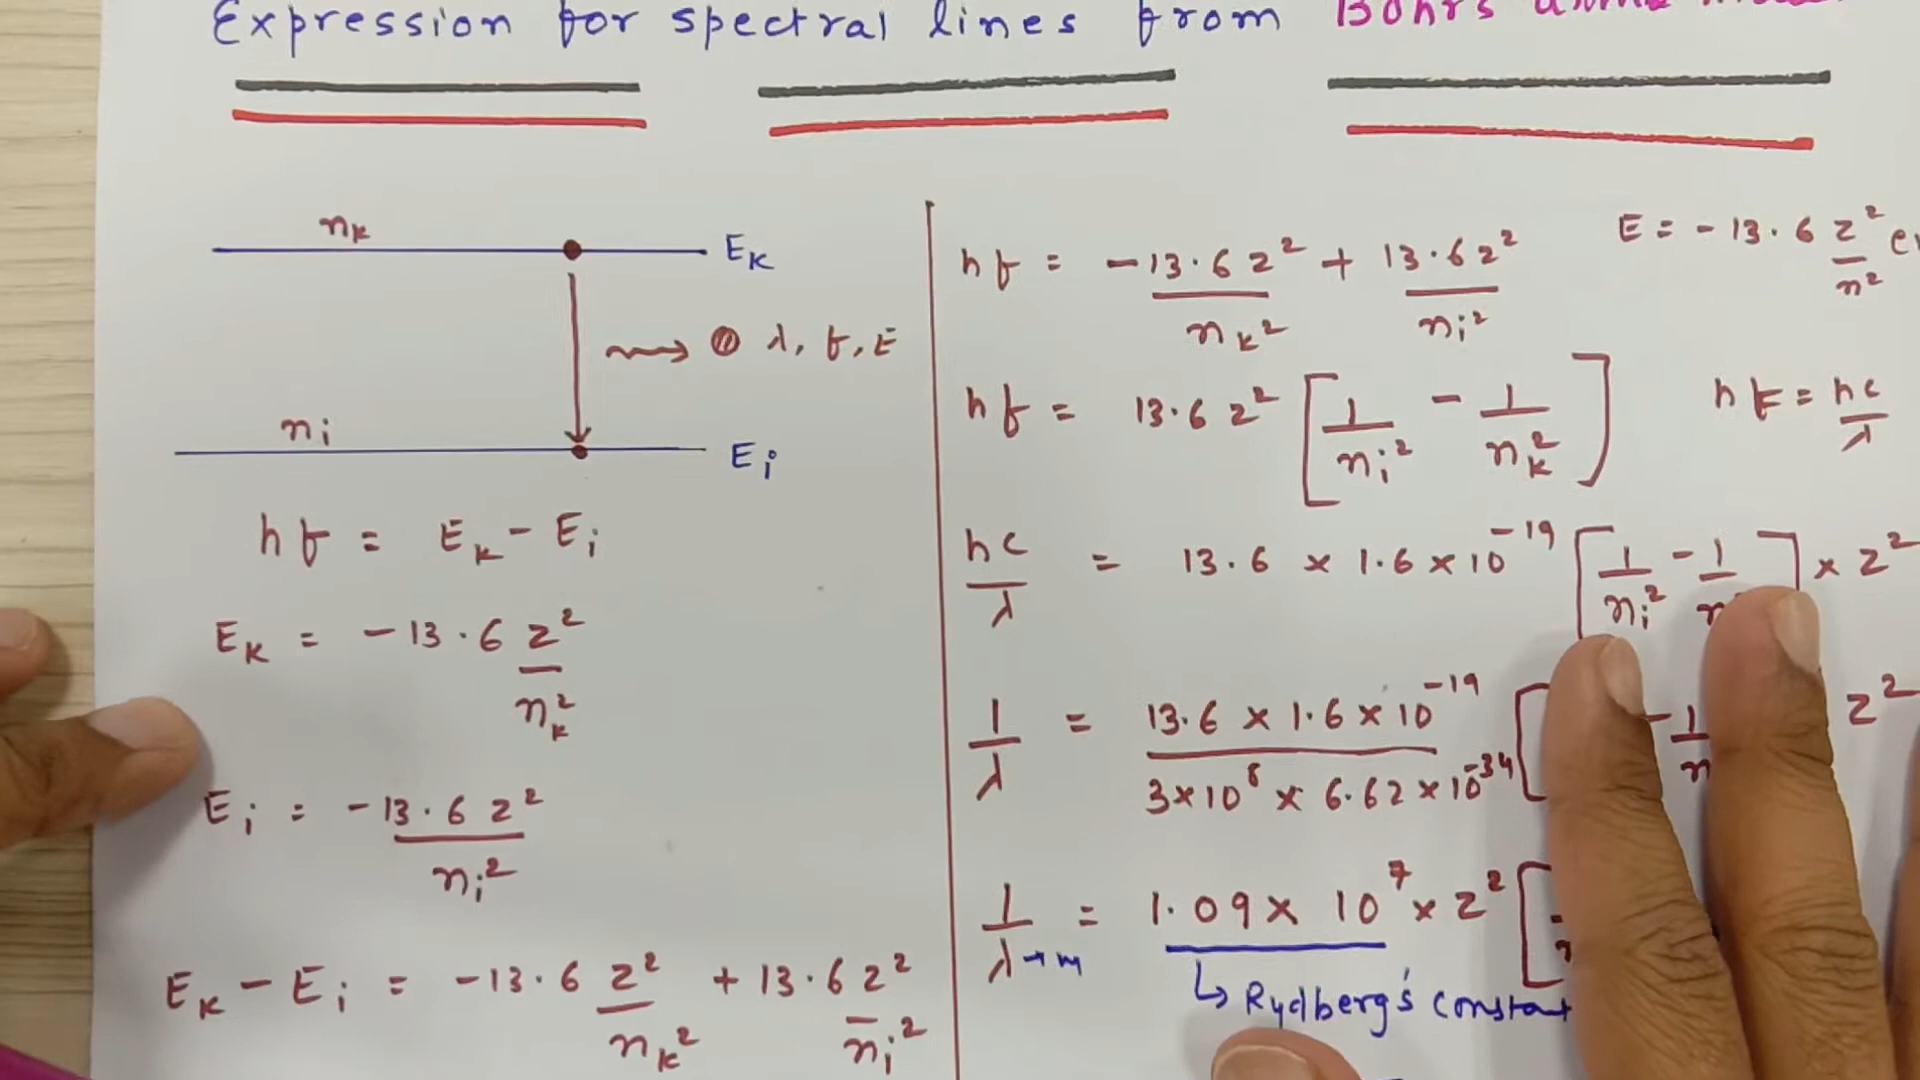 Expression for spectral lines from Bohrs
nₖ
Eₖ
λ, f, E
nᵢ
Eᵢ
hf = Eₖ - Eᵢ
Eₖ = -13.6 z²/nₖ²
Eᵢ = -13.6 z²/nᵢ²
Eₖ - Eᵢ = -13.6 z²/nₖ² + 13.6 z²/nᵢ²
hf = -13.6 z²/nₖ² + 13.6 z²/nᵢ²
E = -13.6 z²/n²
hf = 13.6 z² [1/nᵢ² - 1/nₖ²]
hf = hc/λ
hc/λ = 13.6 × 1.6 × 10⁻¹⁹ [1/nᵢ² - 1/n] × z²
1/λ = 13.6 × 1.6 × 10⁻¹⁹ / 3×10⁸ × 6.62 × 10⁻³⁴ [ - 1/n z²
1/λ→m = 1.09 × 10⁷ × z² [
↳ Rydberg's constant